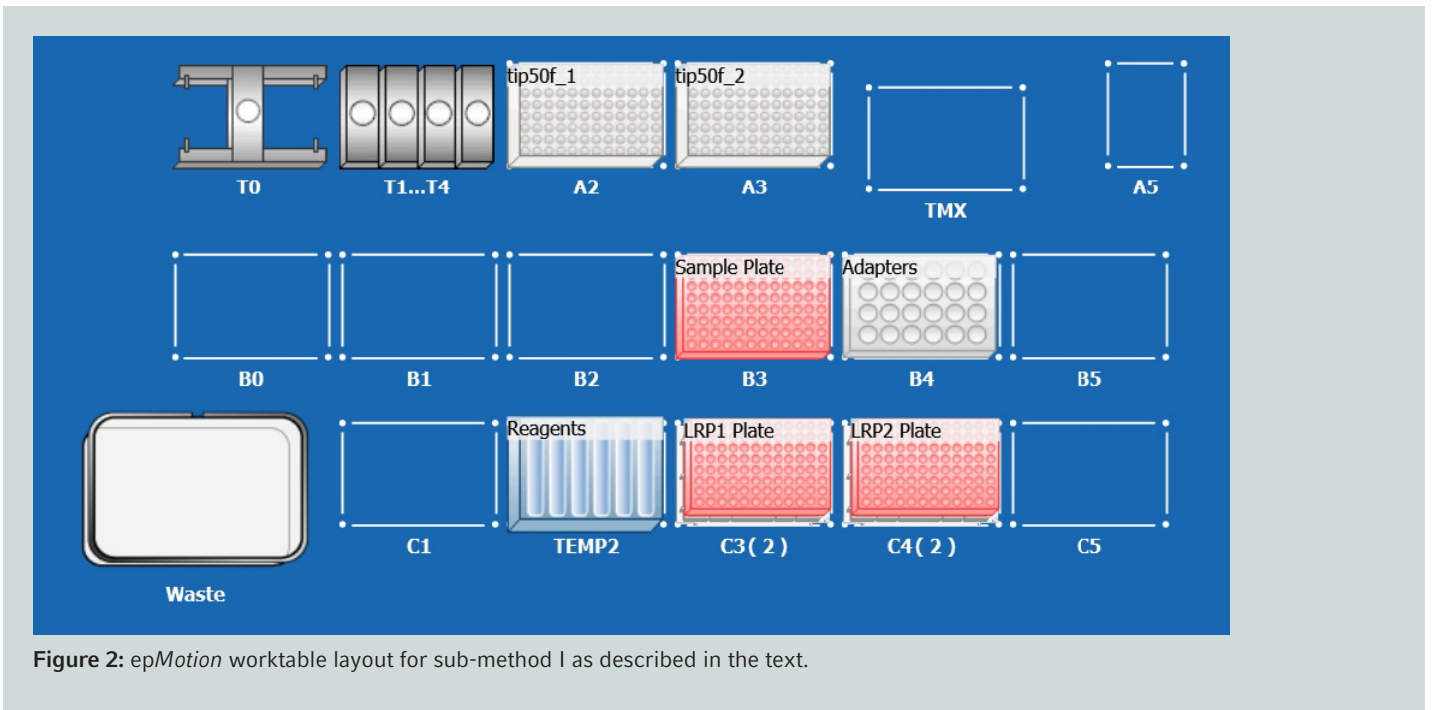 tip50f_1
tip50f_2
T0
T1...T4
A2
A3
TMX
A5
Sample Plate
Adapters
B0
B1
B2
B3
B4
B5
Reagents
LRP1 Plate
LRP2 Plate
C1
TEMP2
C3( 2 )
C4( 2 )
C5
Waste
Figure 2: epMotion worktable layout for sub-method I as described in the text.